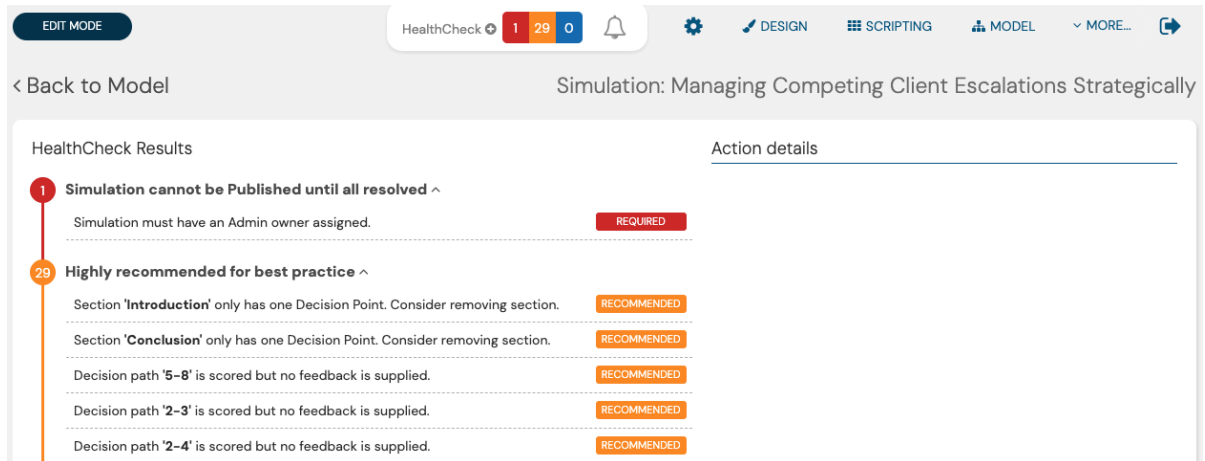 EDIT MODE
HealthCheck 1 29 0
DESIGN
SCRIPTING
MODEL
MORE...
< Back to Model
Simulation: Managing Competing Client Escalations Strategically
HealthCheck Results
Action details
1 Simulation cannot be Published until all resolved
Simulation must have an Admin owner assigned. REQUIRED
29 Highly recommended for best practice
Section 'Introduction' only has one Decision Point. Consider removing section. RECOMMENDED
Section 'Conclusion' only has one Decision Point. Consider removing section. RECOMMENDED
Decision path '5-8' is scored but no feedback is supplied. RECOMMENDED
Decision path '2-3' is scored but no feedback is supplied. RECOMMENDED
Decision path '2-4' is scored but no feedback is supplied. RECOMMENDED